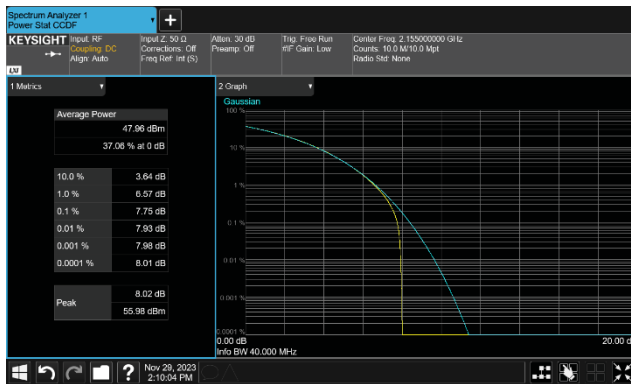 Spectrum Analyzer 1
Power Stat CCDF
KEYSIGHT
Input: RF
Coupling: DC
Align: Auto
Input Z: 50 Ω
Corrections: Off
Freq Ref: Int (S)
Atten: 30 dB
Preamp: Off
Trig: Free Run
#IF Gain: Low
Center Freq: 2.155000000 GHz
Counts: 10.0 M/10.0 Mpt
Radio Std: None
LXI
1 Metrics
Average Power
47.96 dBm
37.06 % at 0 dB
10.0 % 3.64 dB
1.0 % 6.57 dB
0.1 % 7.75 dB
0.01 % 7.93 dB
0.001 % 7.98 dB
0.0001 % 8.01 dB
Peak
8.02 dB
55.98 dBm
2 Graph
Gaussian
100 %
10 %
1 %
0.1 %
0.01 %
0.001 %
0.0001 %
0.00 dB
20.00 d
Info BW 40.000 MHz
?
Nov 29, 2023
2:10:04 PM